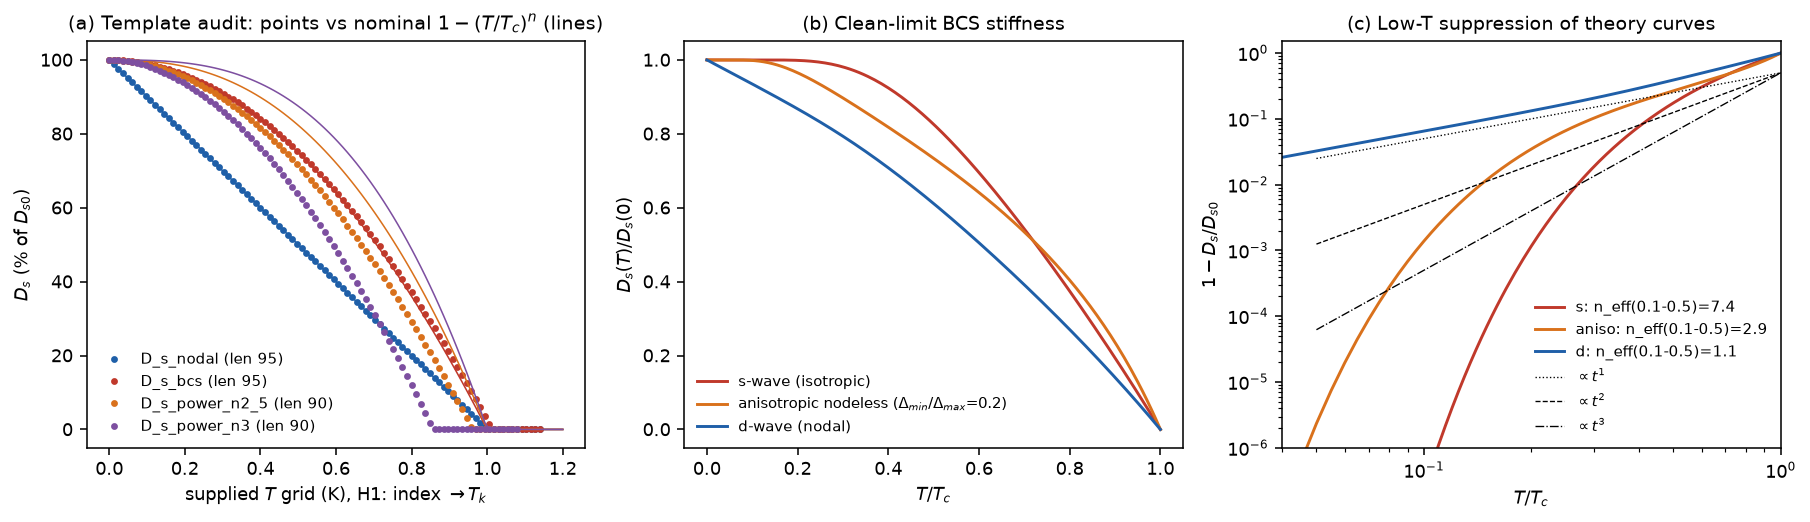 (a) Template audit: points vs nominal 1 − (T/T_c)^n (lines)
100
80
60
40
20
0
D_s (% of D_s0)
D_s_nodal (len 95)
D_s_bcs (len 95)
D_s_power_n2_5 (len 90)
D_s_power_n3 (len 90)
0.0 0.2 0.4 0.6 0.8 1.0 1.2
supplied T grid (K), H1: index → T_k
(b) Clean-limit BCS stiffness
1.0
0.8
0.6
0.4
0.2
0.0
D_s(T)/D_s(0)
s-wave (isotropic)
anisotropic nodeless (Δ_min/Δ_max=0.2)
d-wave (nodal)
0.0 0.2 0.4 0.6 0.8 1.0
T/T_c
(c) Low-T suppression of theory curves
10^0
10^−1
10^−2
10^−3
10^−4
10^−5
10^−6
1 − D_s/D_s0
s: n_eff(0.1-0.5)=7.4
aniso: n_eff(0.1-0.5)=2.9
d: n_eff(0.1-0.5)=1.1
∝ t^1
∝ t^2
∝ t^3
10^−1 10^0
T/T_c